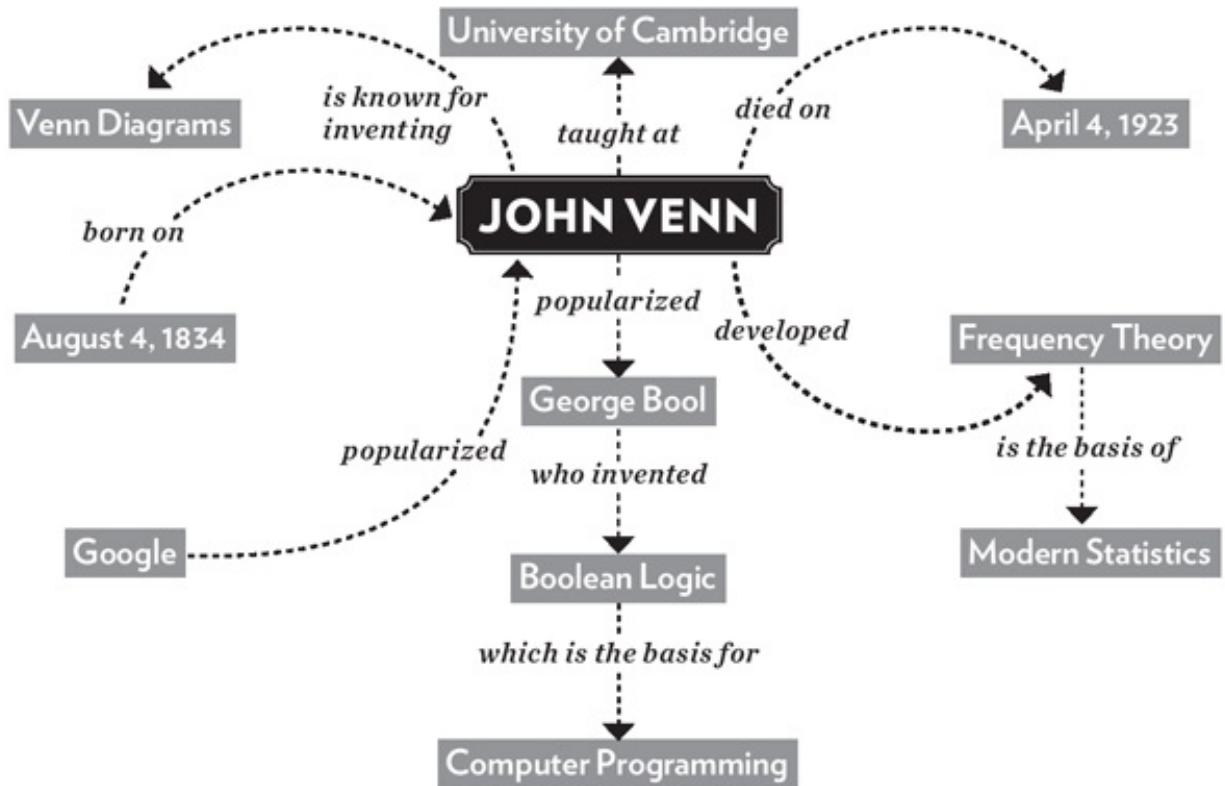 University of Cambridge
is known for
inventing
died on
Venn Diagrams
taught at
April 4, 1923
JOHN VENN
born on
popularized
developed
August 4, 1834
Frequency Theory
George Bool
popularized
is the basis of
who invented
Google
Boolean Logic
Modern Statistics
which is the basis for
Computer Programming